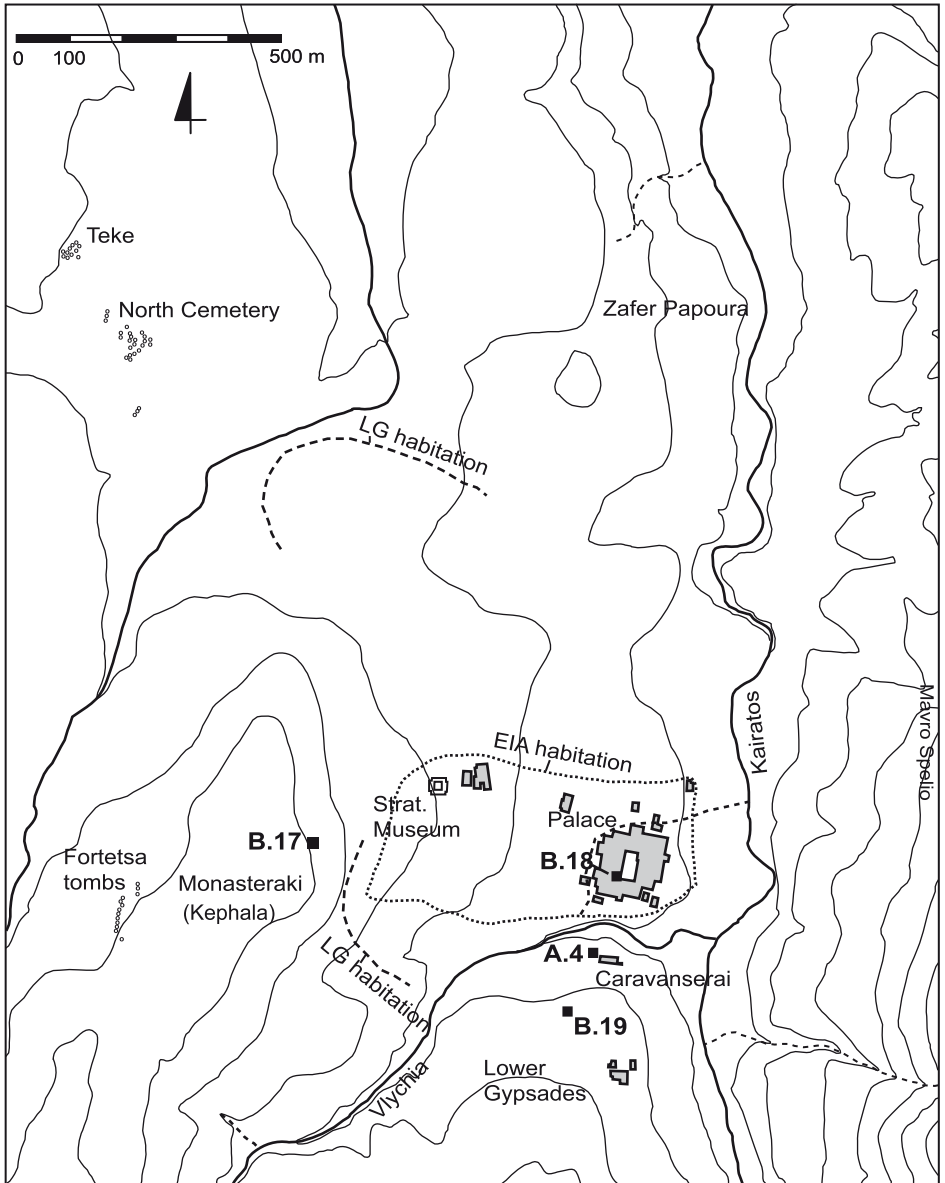 0 100 500 m
Teke
North Cemetery
Zafer Papoura
LG habitation
Mavro Spelio
Kairatos
EIA habitation
Strat.
Museum
Palace
B.17
B.18
Fortetsa
tombs
Monasteraki
(Kephala)
LG habitation
A.4
Caravanserai
B.19
Lower
Gypsades
Vlychia